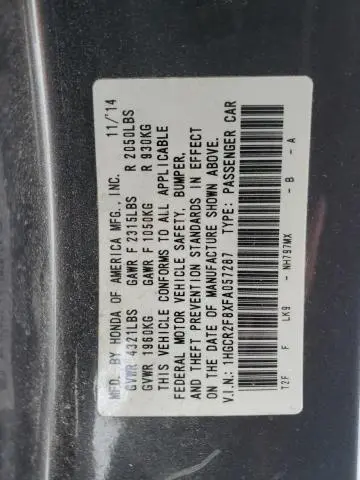 MFD. BY HONDA OF AMERICA MFG., INC. 11/'14
GVWR 4321LBS GAWR F 2315LBS R 2050LBS
GVWR 1960KG GAWR F 1050KG R 930KG
THIS VEHICLE CONFORMS TO ALL APPLICABLE
FEDERAL MOTOR VEHICLE SAFETY, BUMPER,
AND THEFT PREVENTION STANDARDS IN EFFECT
ON THE DATE OF MANUFACTURE SHOWN ABOVE.
V.I.N.: 1HGCR2F8XFA057287 TYPE: PASSENGER CAR
T2F F LK9 - NH797MX - B - A